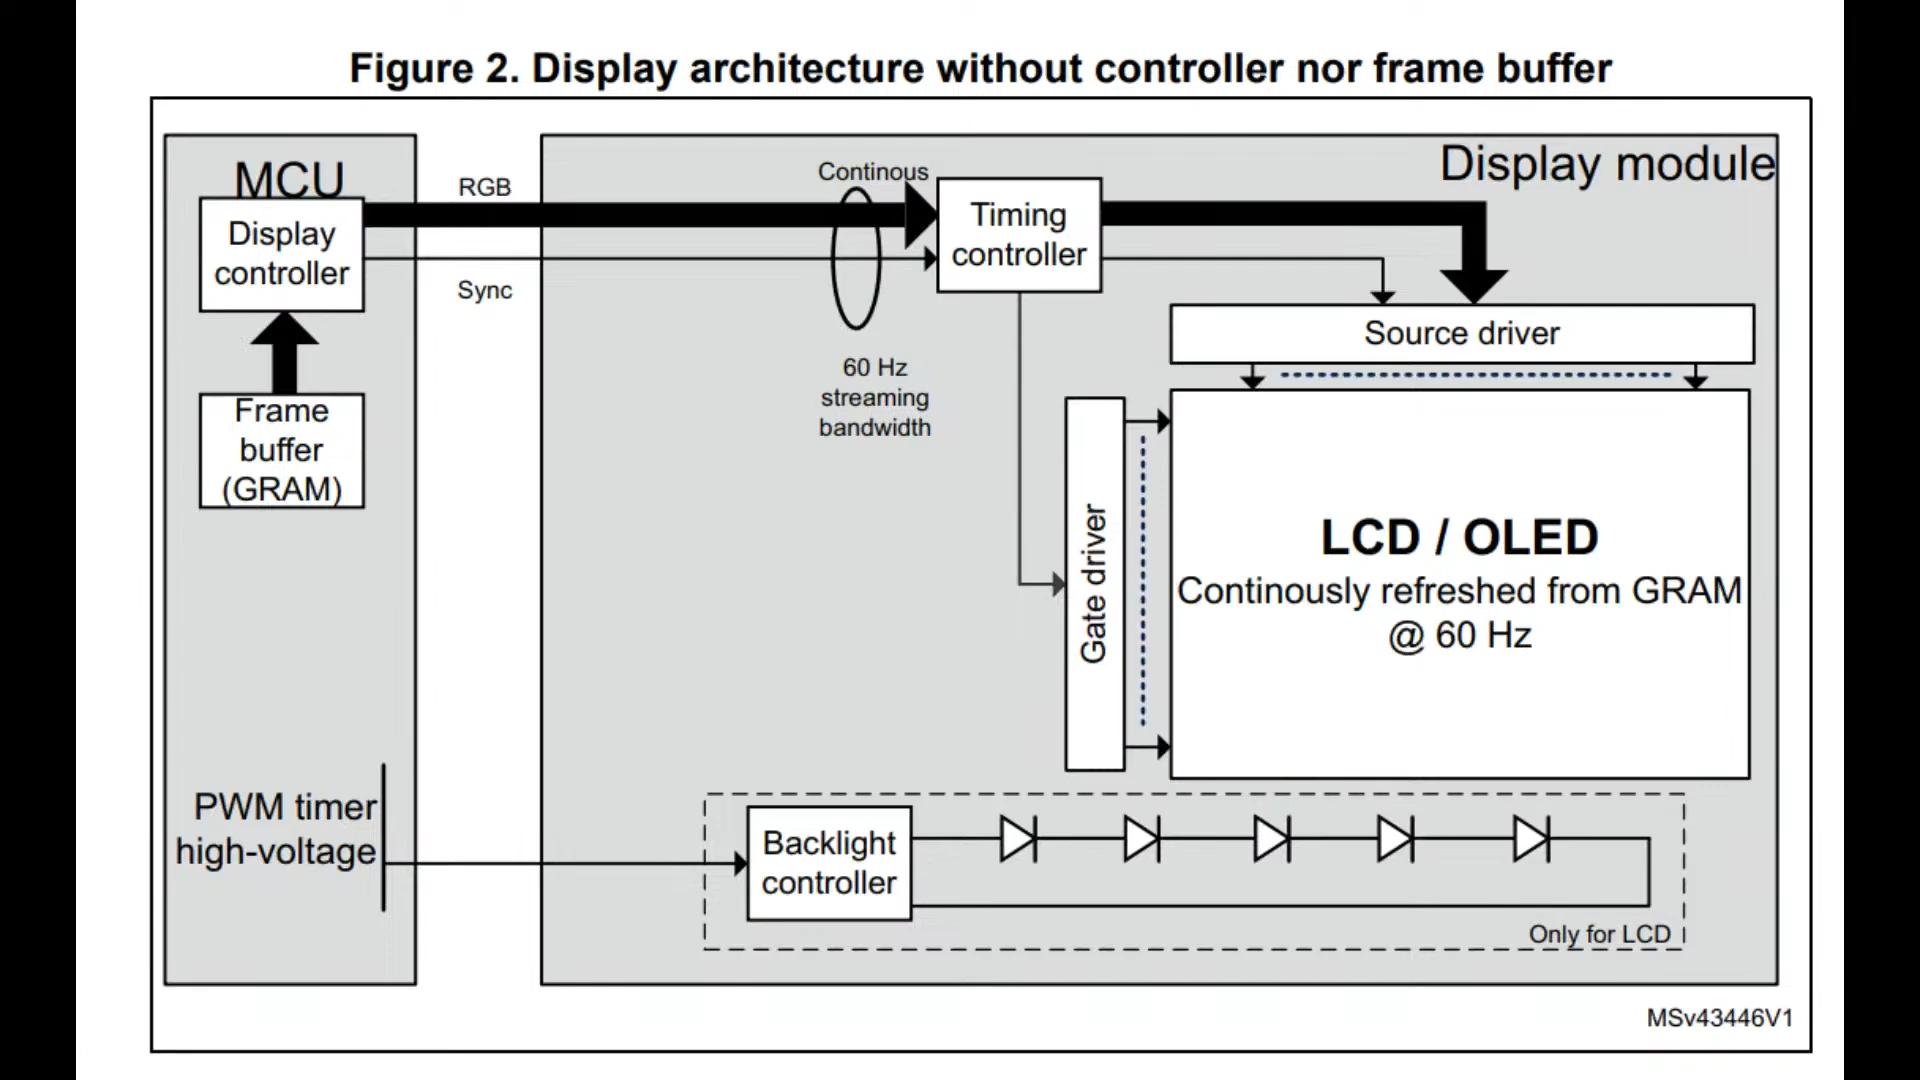 Figure 2. Display architecture without controller nor frame buffer
MCU
Display
controller
Frame
buffer
(GRAM)
PWM timer
high-voltage
RGB
Sync
Continous
60 Hz
streaming
bandwidth
Display module
Timing
controller
Source driver
Gate driver
LCD / OLED
Continously refreshed from GRAM
@ 60 Hz
Backlight
controller
Only for LCD
MSv43446V1